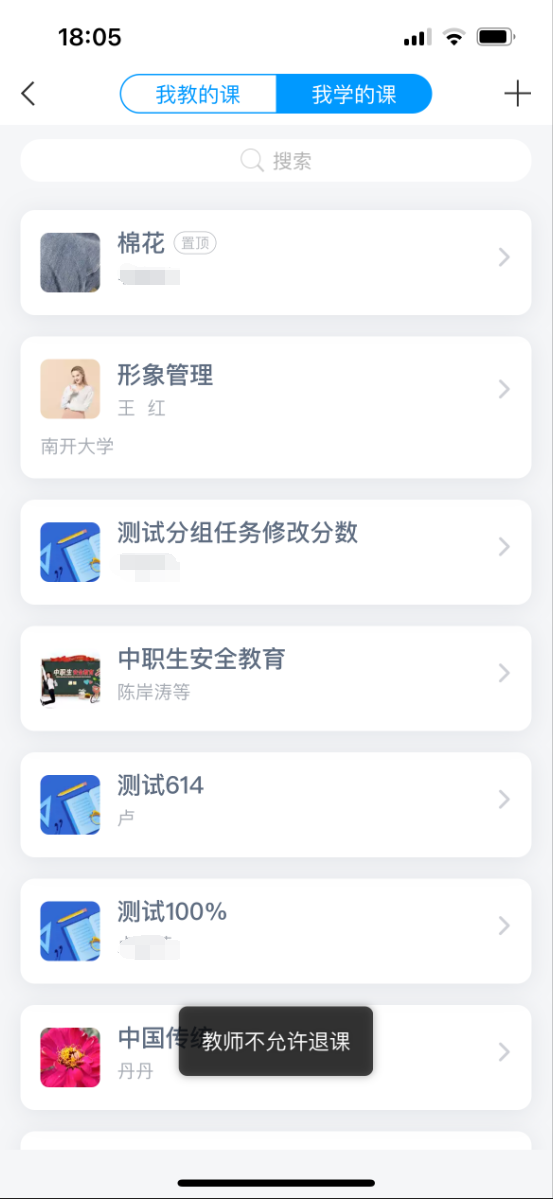 18:05
我教的课
我学的课
搜索
棉花 置顶
形象管理
王 红
南开大学
测试分组任务修改分数
中职生安全教育
陈岸涛等
测试614
卢
测试100%
中国传统
丹丹
教师不允许退课